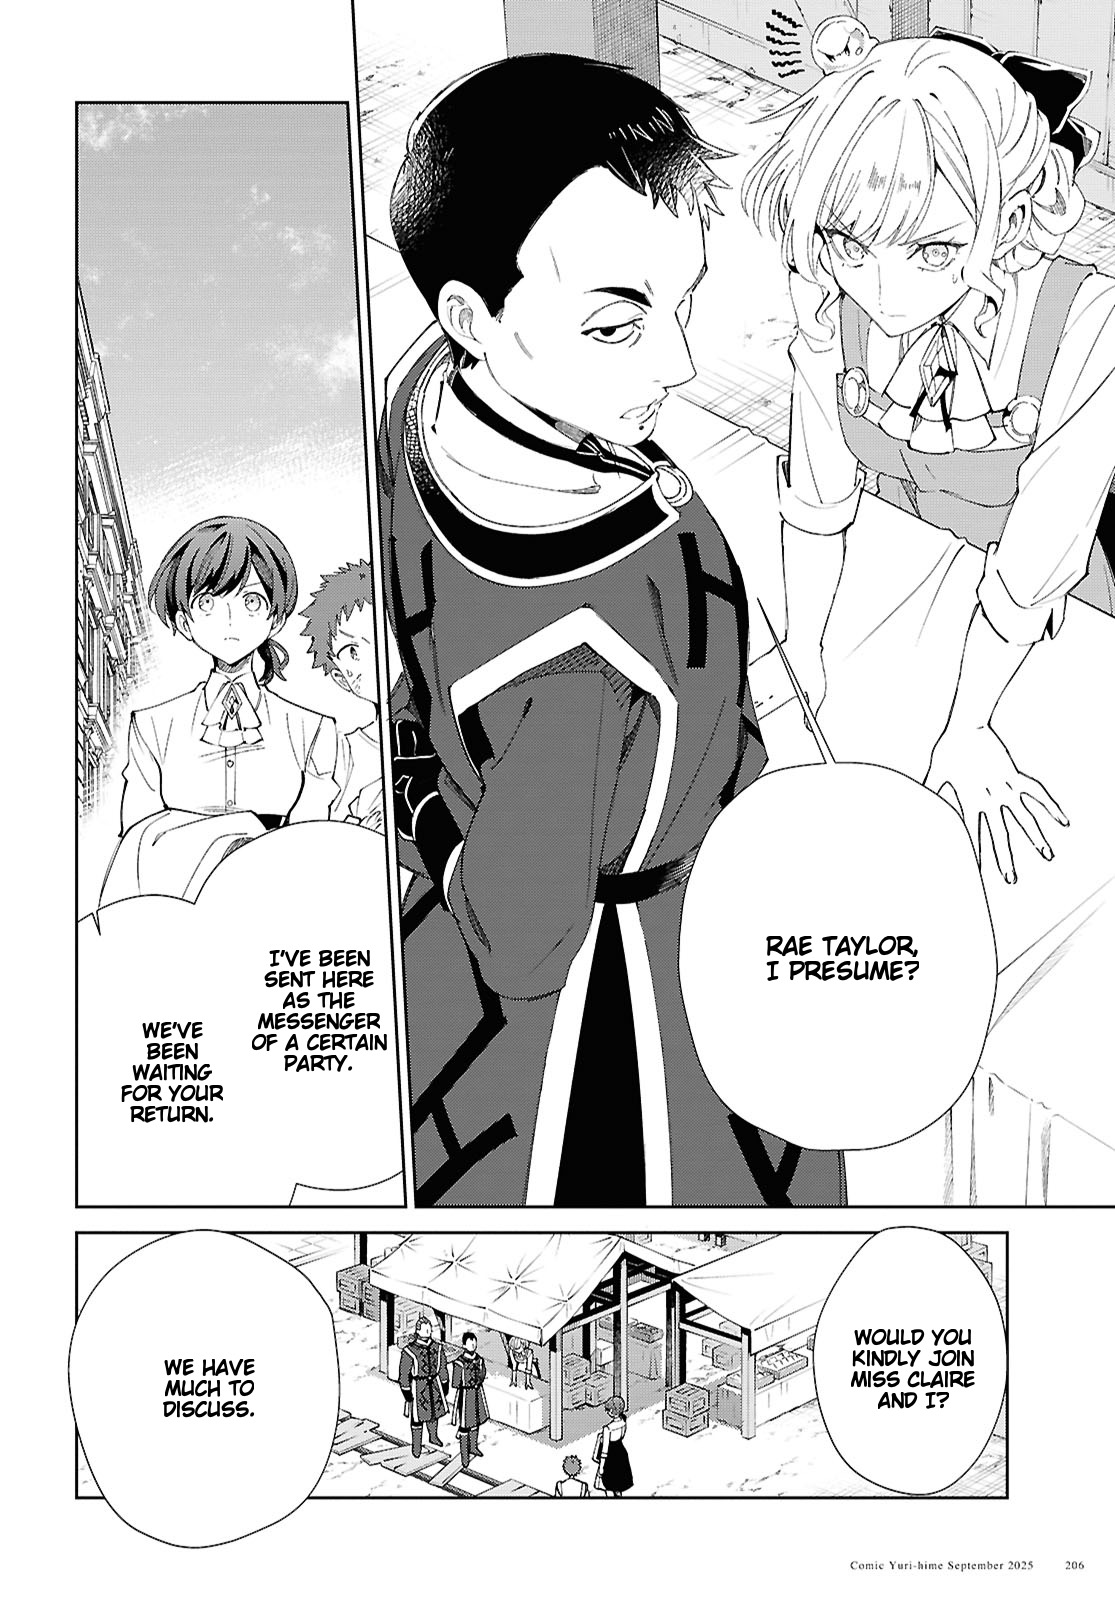 RAE TAYLOR,
I PRESUME?
I'VE BEEN
SENT HERE
AS THE
MESSENGER
OF A CERTAIN
PARTY.
WE'VE
BEEN
WAITING
FOR YOUR
RETURN.
WOULD YOU
KINDLY JOIN
MISS CLAIRE
AND I?
WE HAVE
MUCH TO
DISCUSS.
Comic Yuri-hime September 2025 206